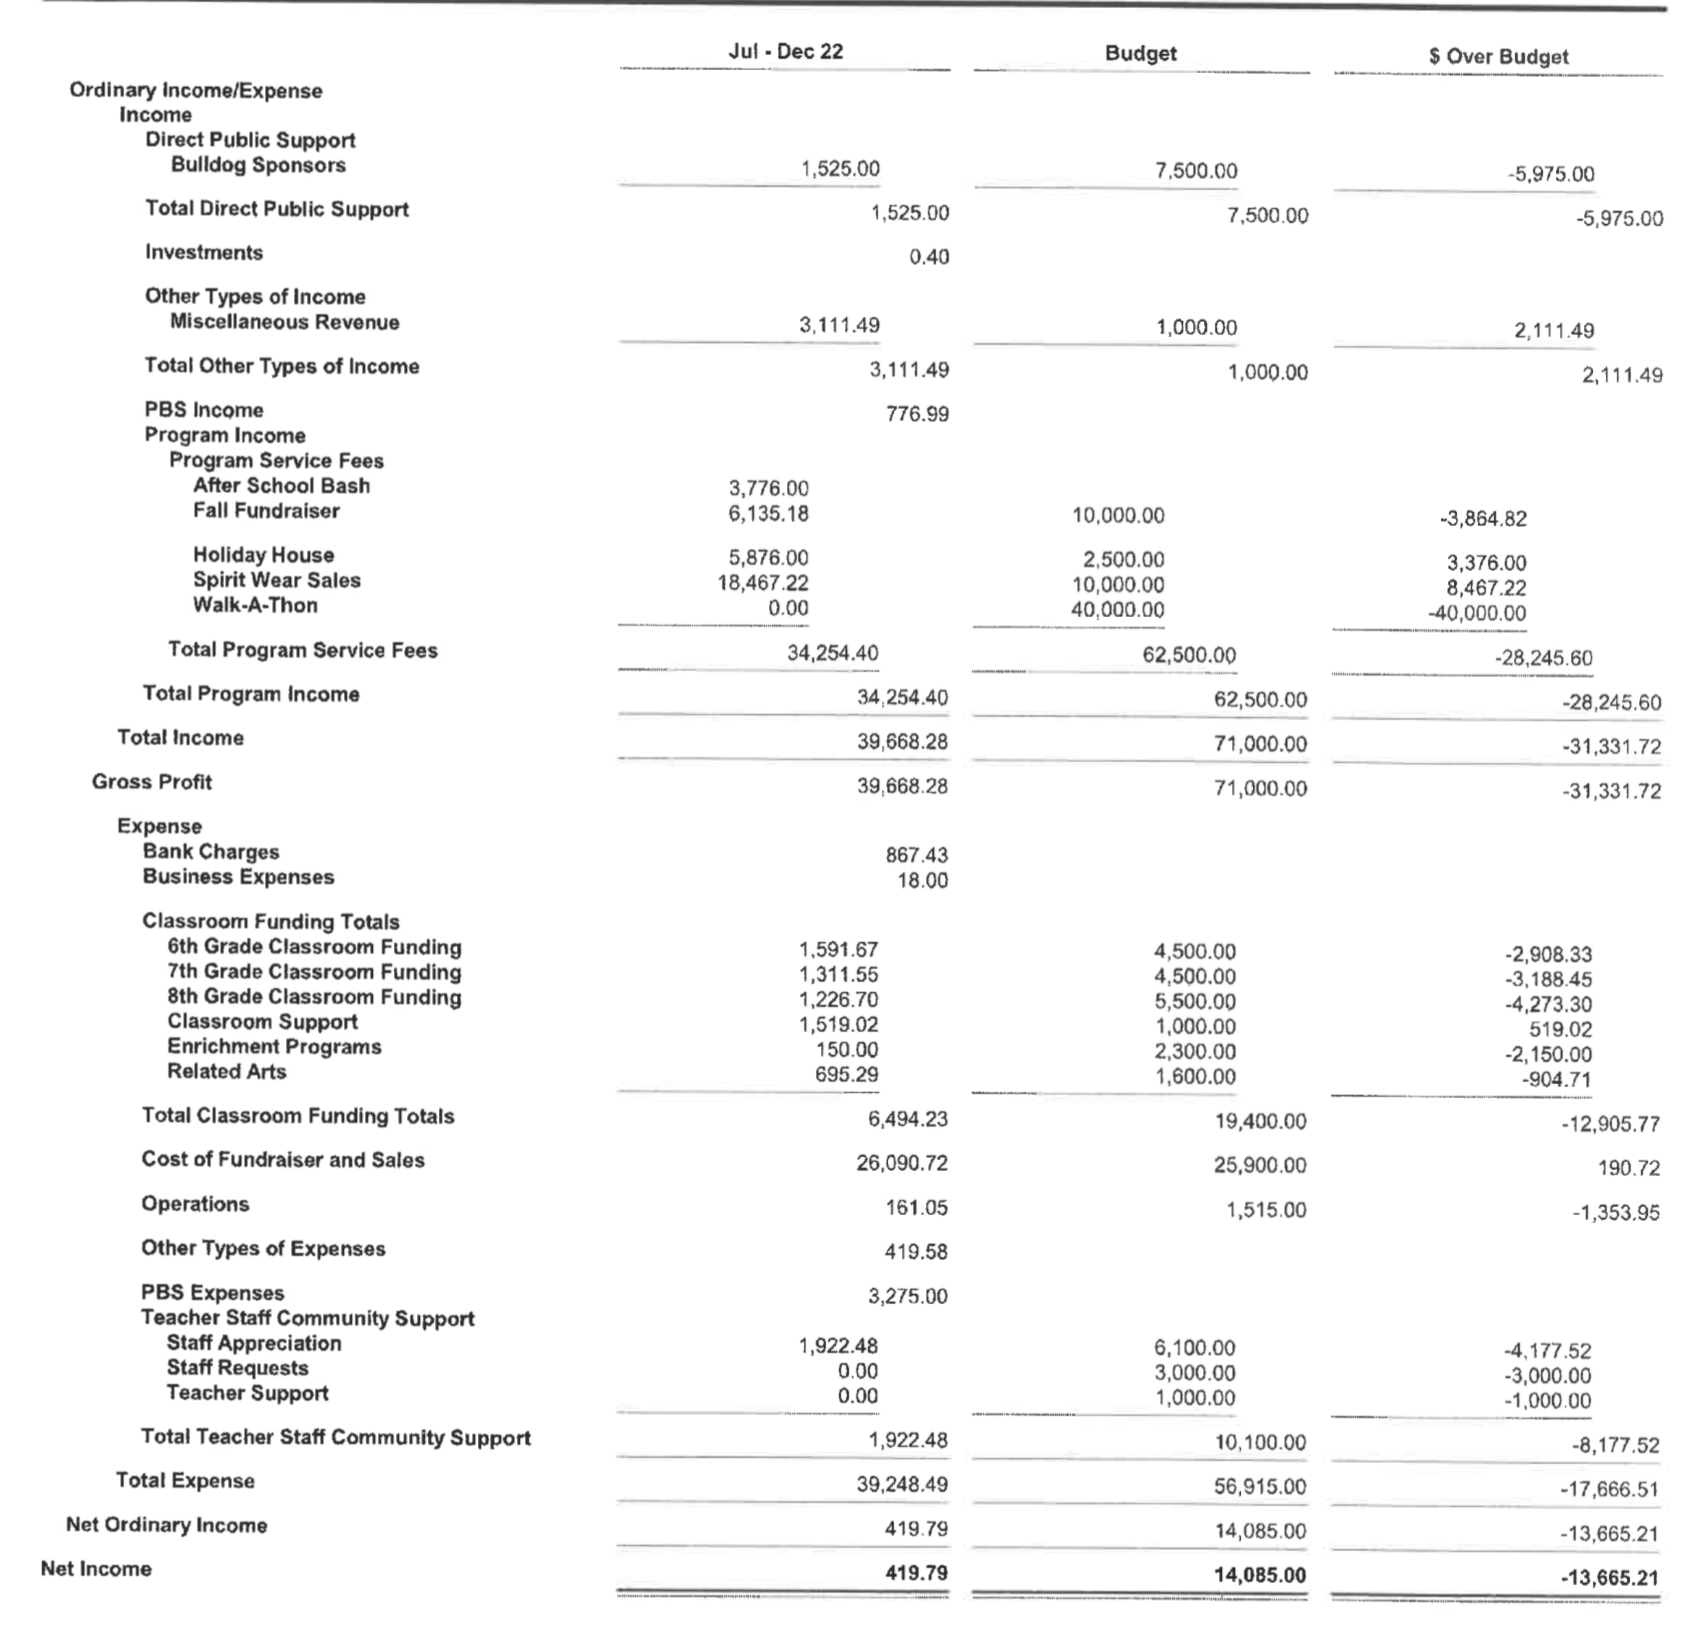 Jul - Dec 22 Budget $ Over Budget
Ordinary Income/Expense
Income
Direct Public Support
Bulldog Sponsors 1,525.00 7,500.00 -5,975.00
Total Direct Public Support 1,525.00 7,500.00 -5,975.00
Investments 0.40
Other Types of Income
Miscellaneous Revenue 3,111.49 1,000.00 2,111.49
Total Other Types of Income 3,111.49 1,000.00 2,111.49
PBS Income 776.99
Program Income
Program Service Fees
After School Bash 3,776.00
Fall Fundraiser 6,135.18 10,000.00 -3,864.82
Holiday House 5,876.00 2,500.00 3,376.00
Spirit Wear Sales 18,467.22 10,000.00 8,467.22
Walk-A-Thon 0.00 40,000.00 -40,000.00
Total Program Service Fees 34,254.40 62,500.00 -28,245.60
Total Program Income 34,254.40 62,500.00 -28,245.60
Total Income 39,668.28 71,000.00 -31,331.72
Gross Profit 39,668.28 71,000.00 -31,331.72
Expense
Bank Charges 867.43
Business Expenses 18.00
Classroom Funding Totals
6th Grade Classroom Funding 1,591.67 4,500.00 -2,908.33
7th Grade Classroom Funding 1,311.55 4,500.00 -3,188.45
8th Grade Classroom Funding 1,226.70 5,500.00 -4,273.30
Classroom Support 1,519.02 1,000.00 519.02
Enrichment Programs 150.00 2,300.00 -2,150.00
Related Arts 695.29 1,600.00 -904.71
Total Classroom Funding Totals 6,494.23 19,400.00 -12,905.77
Cost of Fundraiser and Sales 26,090.72 25,900.00 190.72
Operations 161.05 1,515.00 -1,353.95
Other Types of Expenses 419.58
PBS Expenses 3,275.00
Teacher Staff Community Support
Staff Appreciation 1,922.48 6,100.00 -4,177.52
Staff Requests 0.00 3,000.00 -3,000.00
Teacher Support 0.00 1,000.00 -1,000.00
Total Teacher Staff Community Support 1,922.48 10,100.00 -8,177.52
Total Expense 39,248.49 56,915.00 -17,666.51
Net Ordinary Income 419.79 14,085.00 -13,665.21
Net Income 419.79 14,085.00 -13,665.21